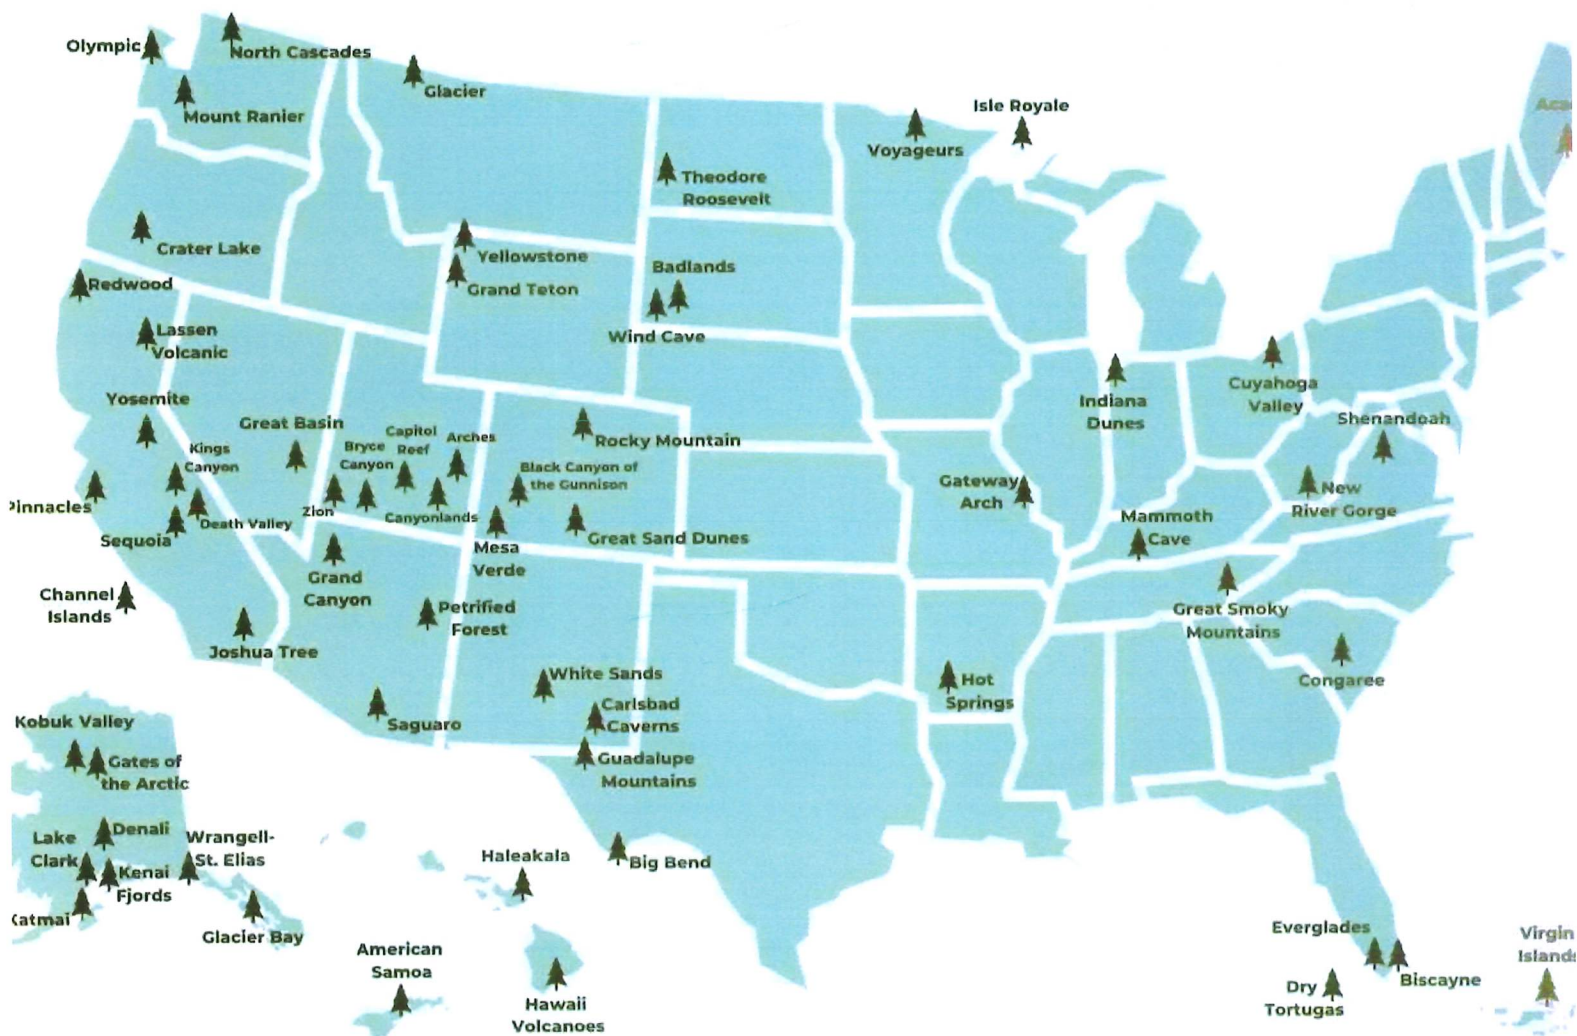 Olympic
North Cascades
Mount Ranier
Glacier
Isle Royale
Voyageurs
Theodore
Roosevelt
Crater Lake
Redwood
Yellowstone
Grand Teton
Badlands
Wind Cave
Lassen
Volcanic
Yosemite
Kings
Canyon
Great Basin
Bryce
Canyon
Capitol
Reef
Arches
Rocky Mountain
Black Canyon of
the Gunnison
Indiana
Dunes
Cuyahoga
Valley
Shenandoah
Pinnacles
Sequoia
Death Valley
Zion
Canyonlands
Mesa
Verde
Great Sand Dunes
Gateway
Arch
Mammoth
Cave
New
River Gorge
Channel
Islands
Joshua Tree
Grand
Canyon
Petrified
Forest
Great Smoky
Mountains
Congaree
White Sands
Carlsbad
Caverns
Guadalupe
Mountains
Hot
Springs
Saguaro
Kobuk Valley
Gates of
the Arctic
Denali
Lake
Clark
Wrangell-
St. Elias
Kenai
Fjords
Katmai
Glacier Bay
Haleakala
Big Bend
American
Samoa
Hawaii
Volcanoes
Everglades
Biscayne
Dry
Tortugas
Virgin
Islands